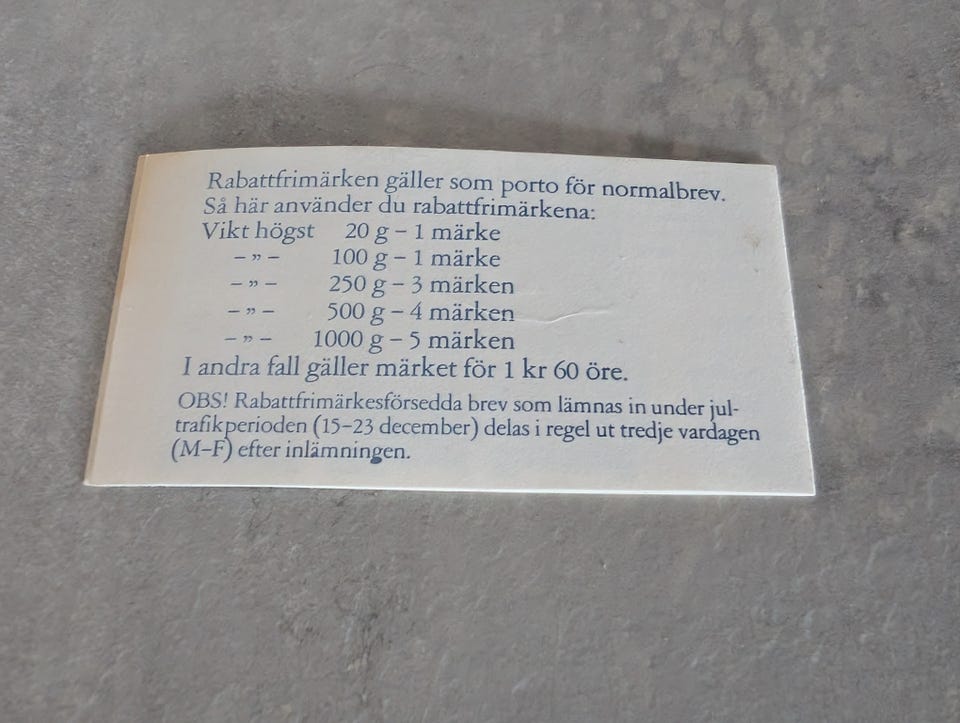 Rabattfrimärken gäller som porto för normalbrev.
Så här använder du rabattfrimärkena:
Vikt högst 20 g – 1 märke
– ” – 100 g – 1 märke
– ” – 250 g – 3 märken
– ” – 500 g – 4 märken
– ” – 1000 g – 5 märken
I andra fall gäller märket för 1 kr 60 öre.
OBS! Rabattfrimärkesförsedda brev som lämnas in under jul-
trafikperioden (15–23 december) delas i regel ut tredje vardagen
(M–F) efter inlämningen.